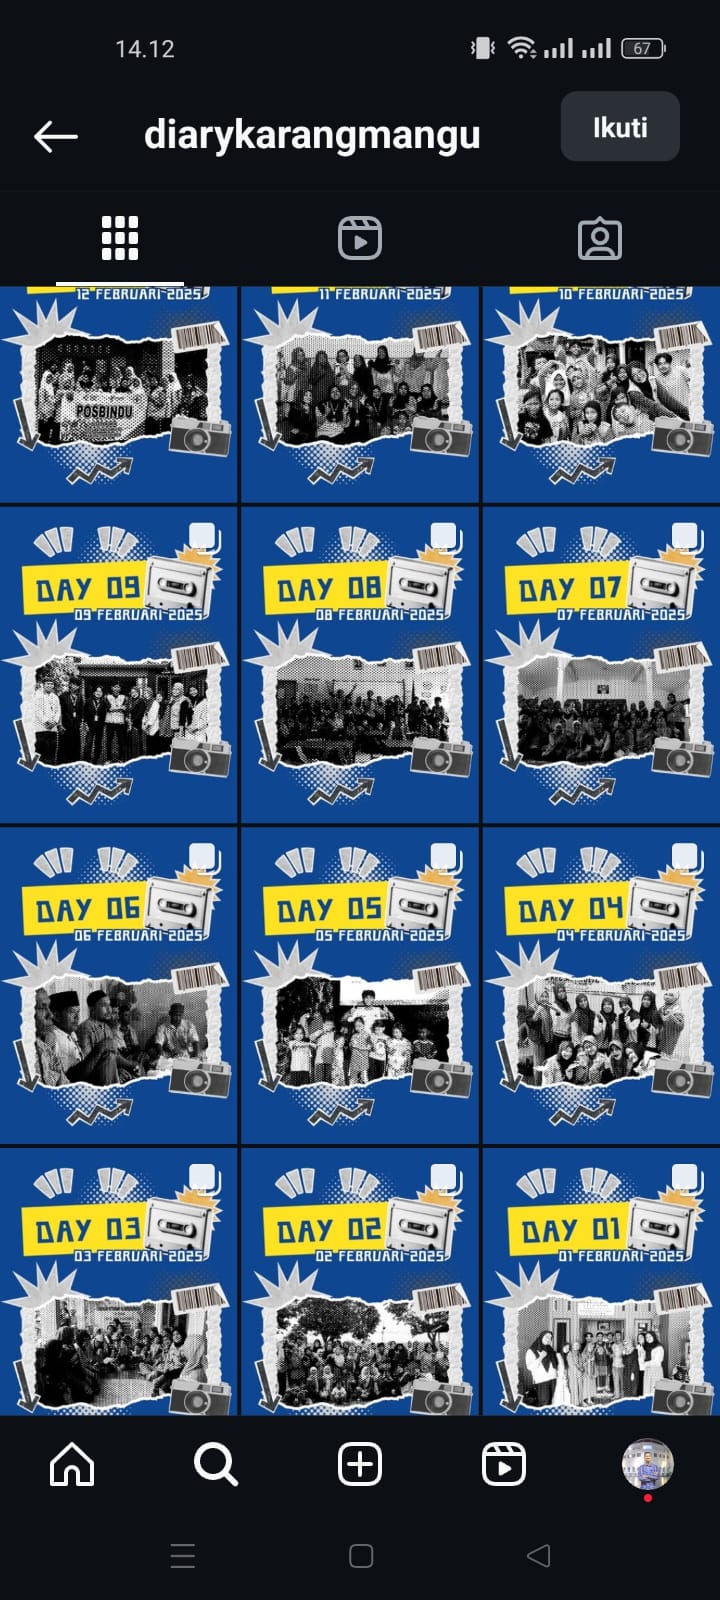 14.12
67
diarykarangmangu
Ikuti
12 FEBRUARI 2025
11 FEBRUARI 2025
10 FEBRUARI 2025
POSBINDU
DAY 09
09 FEBRUARI 2025
DAY 08
08 FEBRUARI 2025
DAY 07
07 FEBRUARI 2025
DAY 06
06 FEBRUARI 2025
DAY 05
05 FEBRUARI 2025
DAY 04
04 FEBRUARI 2025
DAY 03
03 FEBRUARI 2025
DAY 02
02 FEBRUARI 2025
DAY 01
01 FEBRUARI 2025